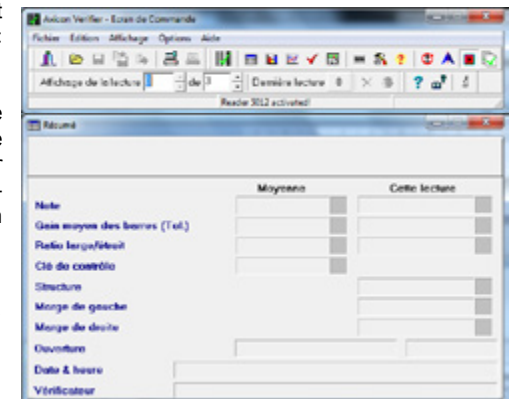 Axicon Verifier - Ecran de Commande
Fichier Edition Affichage Options Aide
Affichage de la lecture de 3 Dernière lecture 0
Reader 3012 activated!
Résumé
Moyenne Cette lecture
Note
Gain moyen des barres (Tol.)
Ratio large/étroit
Clé de contrôle
Structure
Marge de gauche
Marge de droite
Ouverture
Date & heure
Vérificateur